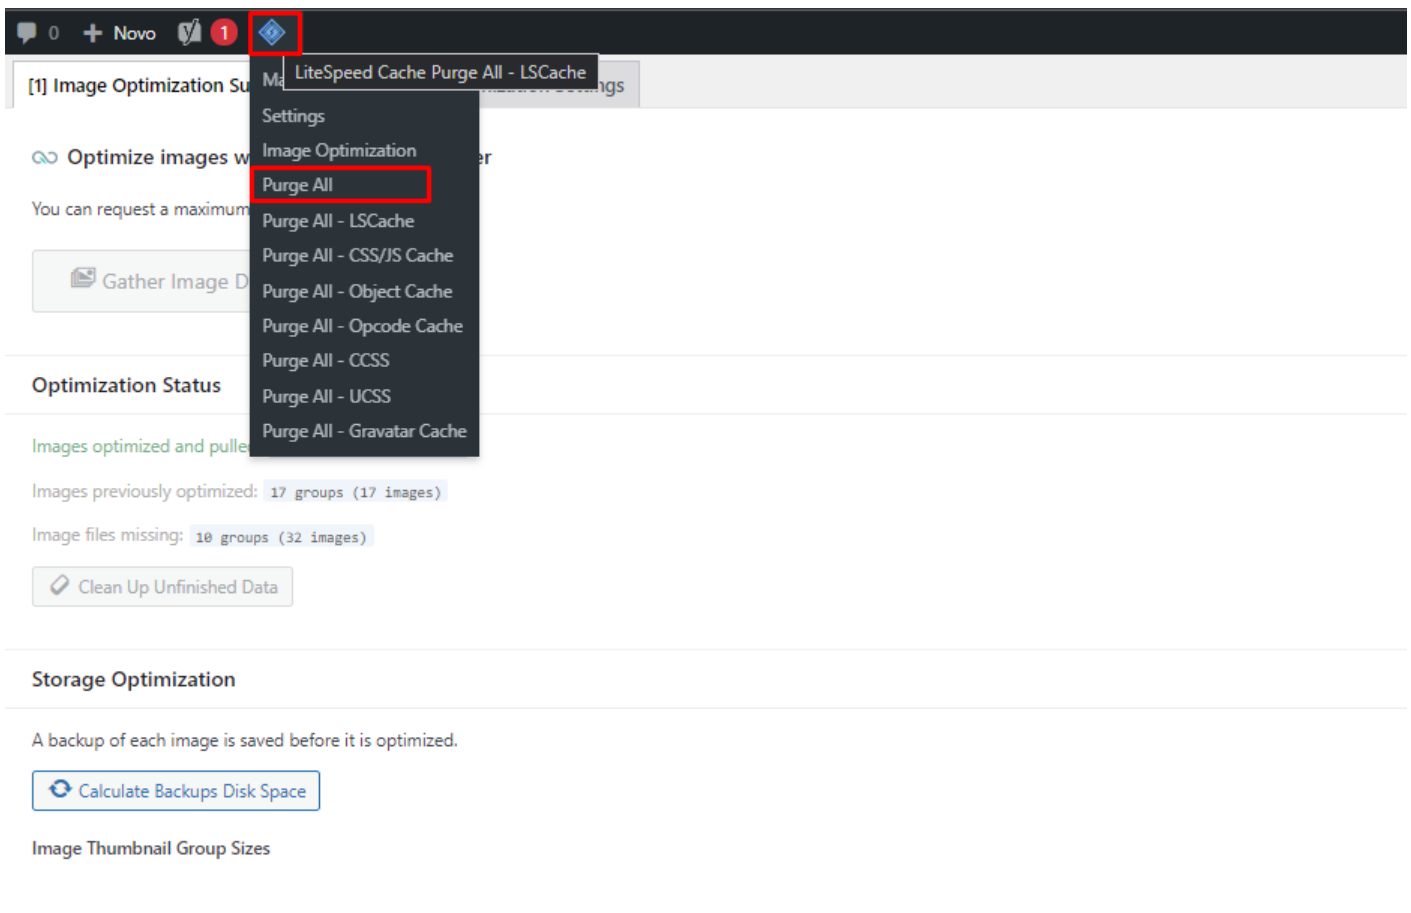 0 Novo 1
LiteSpeed Cache Purge All - LSCache
[1] Image Optimization Su
Ma
Settings
Image Optimization
Purge All
Purge All - LSCache
Purge All - CSS/JS Cache
Purge All - Object Cache
Purge All - Opcode Cache
Purge All - CCSS
Purge All - UCSS
Purge All - Gravatar Cache
Optimize images w er
You can request a maximum
Gather Image D
Optimization Status
Images optimized and pulle
Images previously optimized: 17 groups (17 images)
Image files missing: 10 groups (32 images)
Clean Up Unfinished Data
Storage Optimization
A backup of each image is saved before it is optimized.
Calculate Backups Disk Space
Image Thumbnail Group Sizes